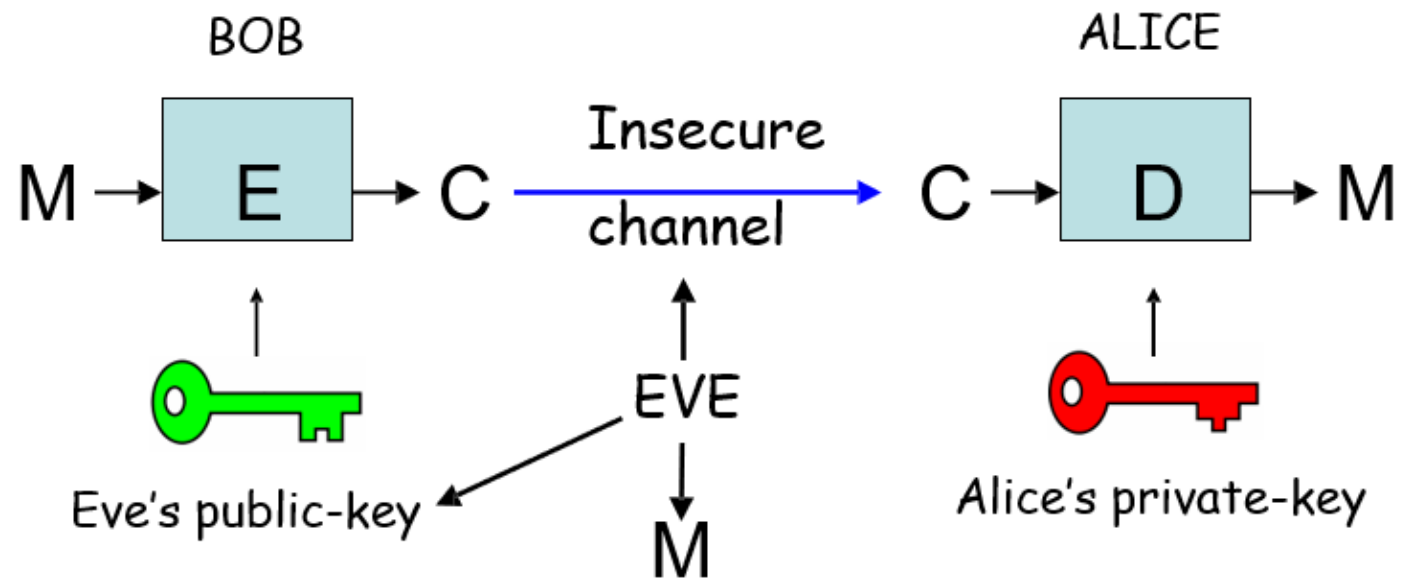 BOB
ALICE
Insecure
M E C C D M
channel
EVE
Eve's public-key
Alice's private-key
M